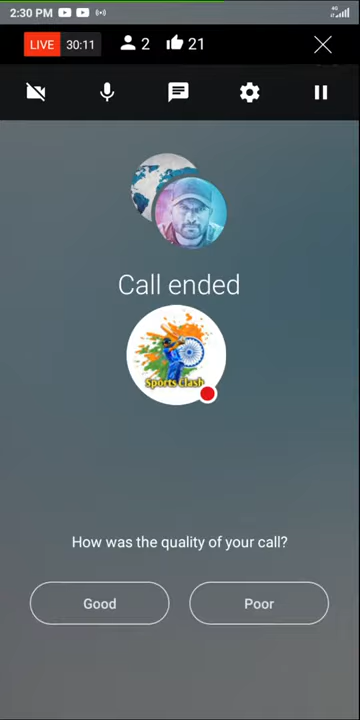 2:30 PM
4G
LIVE 30:11 2 21
Call ended
Sports Clash
How was the quality of your call?
Good Poor